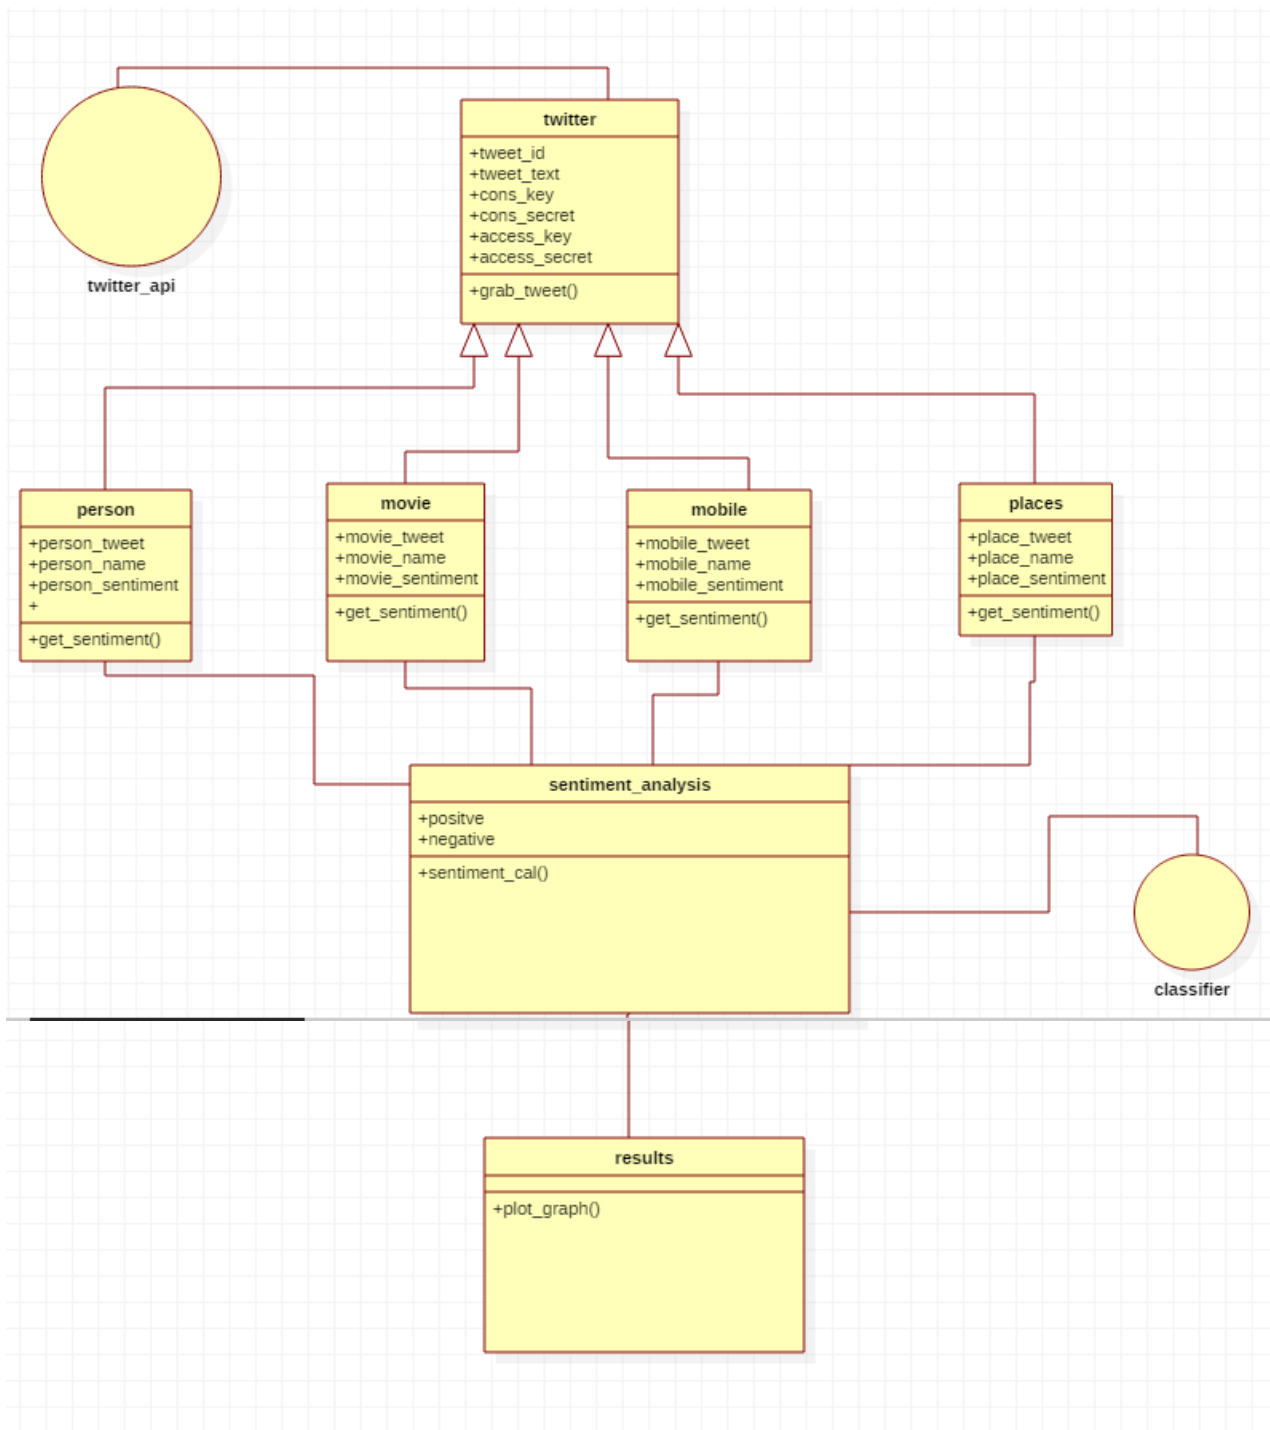 twitter
+tweet_id
+tweet_text
+cons_key
+cons_secret
+access_key
+access_secret
+grab_tweet()
twitter_api
person
+person_tweet
+person_name
+person_sentiment
+
+get_sentiment()
movie
+movie_tweet
+movie_name
+movie_sentiment
+get_sentiment()
mobile
+mobile_tweet
+mobile_name
+mobile_sentiment
+get_sentiment()
places
+place_tweet
+place_name
+place_sentiment
+get_sentiment()
sentiment_analysis
+positve
+negative
+sentiment_cal()
classifier
results
+plot_graph()